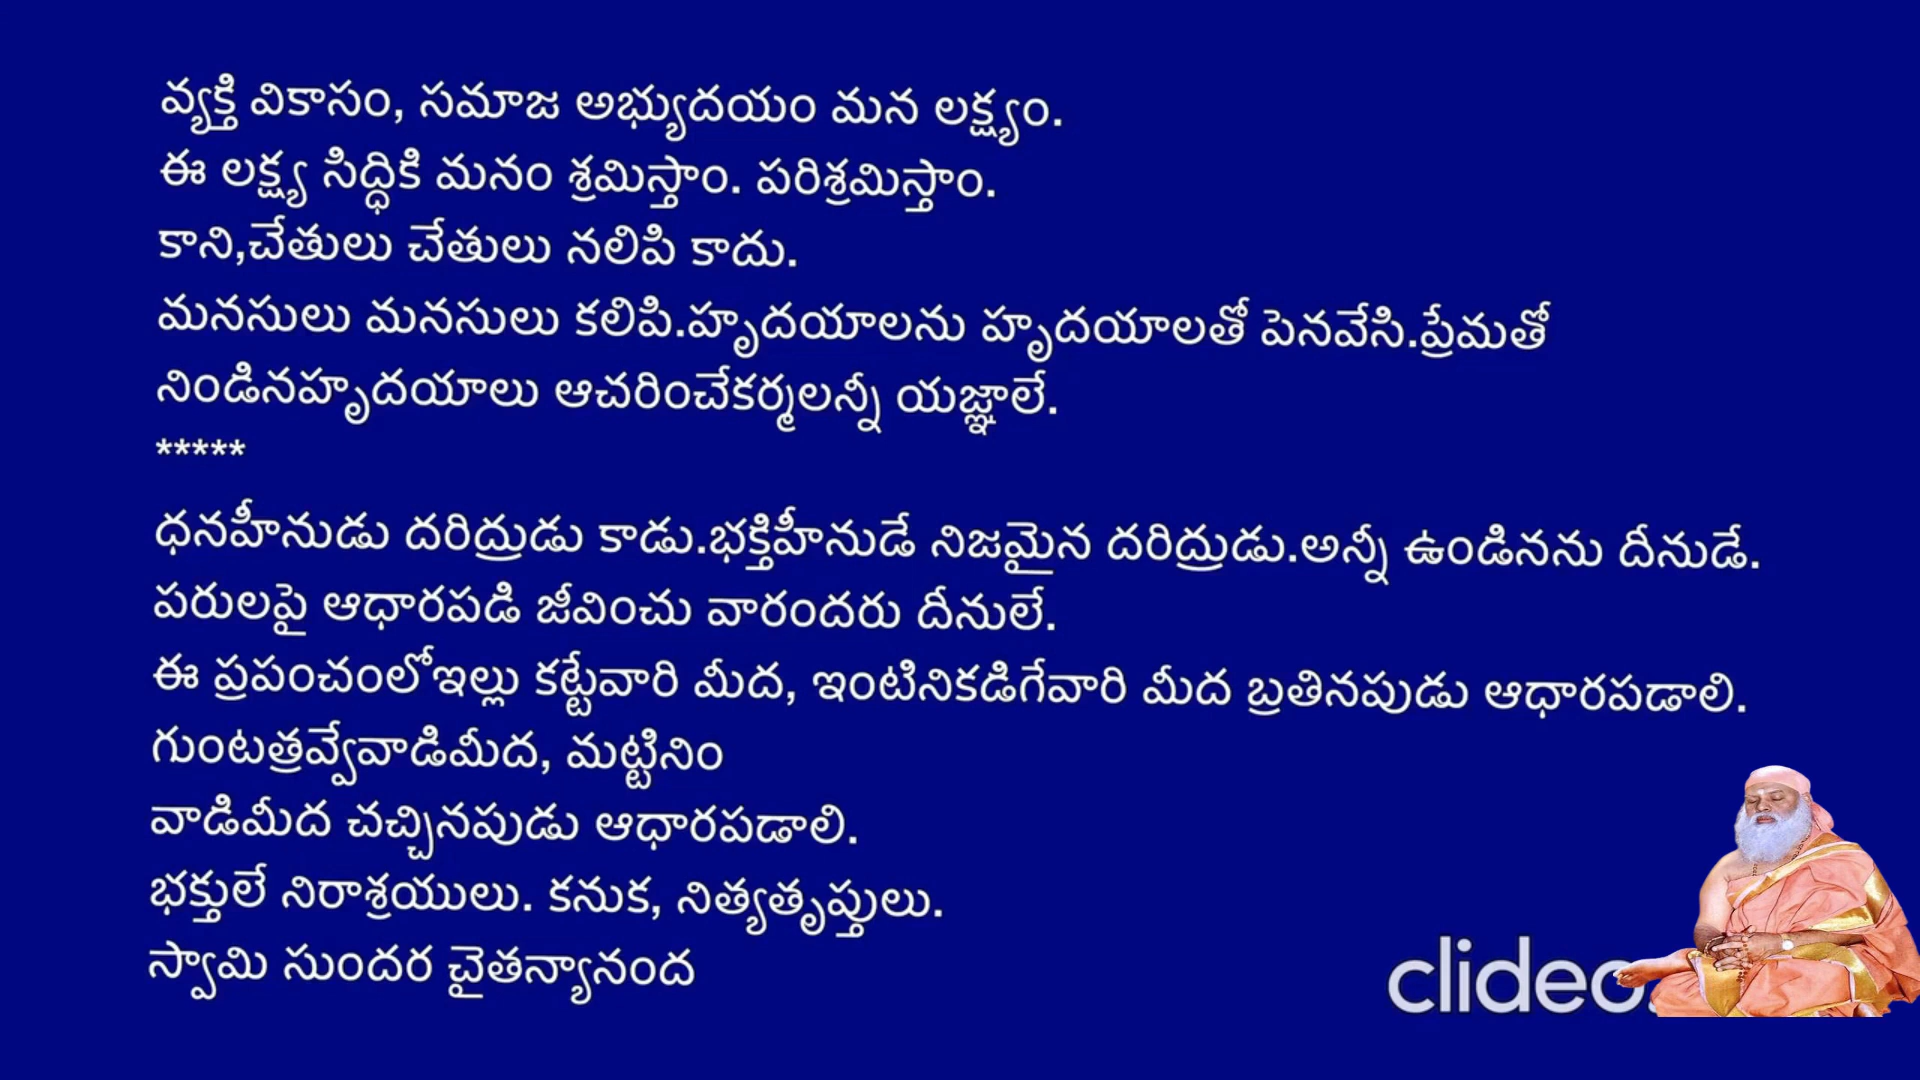 వ్యక్తి వికాసం, సమాజ అభ్యుదయం మన లక్ష్యం.
ఈ లక్ష్య సిద్ధికి మనం శ్రమిస్తాం. పరిశ్రమిస్తాం.
కాని,చేతులు చేతులు నలిపి కాదు.
మనసులు మనసులు కలిపి.హృదయాలను హృదయాలతో పెనవేసి.ప్రేమతో
నిండినహృదయాలు ఆచరించేకర్మలన్నీ యజ్ఞాలే.
*****
ధనహీనుడు దరిద్రుడు కాడు.భక్తిహీనుడే నిజమైన దరిద్రుడు.అన్నీ ఉండినను దీనుడే.
పరులపై ఆధారపడి జీవించు వారందరు దీనులే.
ఈ ప్రపంచంలోఇల్లు కట్టేవారి మీద, ఇంటినికడిగేవారి మీద బ్రతినపుడు ఆధారపడాలి.
గుంటత్రవ్వేవాడిమీద, మట్టినిం
వాడిమీద చచ్చినపుడు ఆధారపడాలి.
భక్తులే నిరాశ్రయులు. కనుక, నిత్యతృప్తులు.
స్వామి సుందర చైతన్యానంద
clideo.